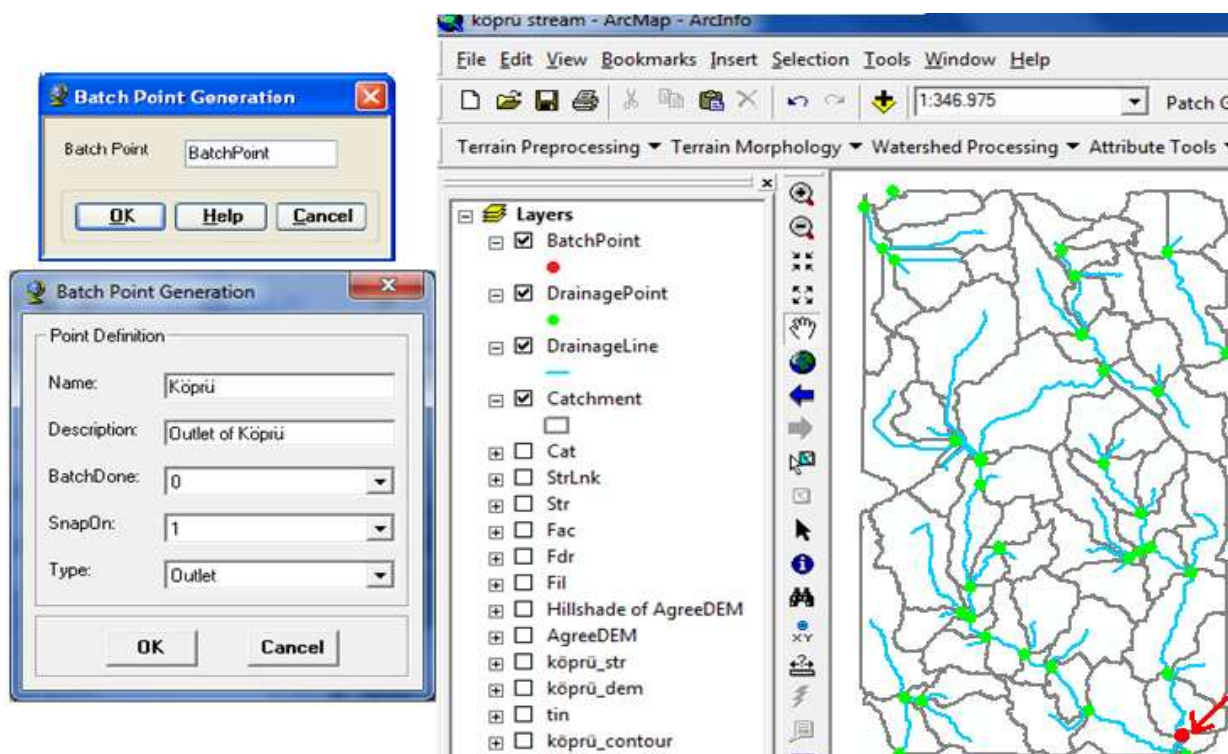 Batch Point Generation
Batch Point BatchPoint
OK Help Cancel
Batch Point Generation
Point Definition
Name: Köprü
Description: Outlet of Köprü
BatchDone: 0
SnapOn: 1
Type: Outlet
OK Cancel
köprü stream - ArcMap - ArcInfo
File Edit View Bookmarks Insert Selection Tools Window Help
1:346.975 Patch G
Terrain Preprocessing Terrain Morphology Watershed Processing Attribute Tools
Layers
BatchPoint
DrainagePoint
DrainageLine
Catchment
Cat
StrLnk
Str
Fac
Fdr
Fil
Hillshade of AgreeDEM
AgreeDEM
köprü_str
köprü_dem
tin
köprü_contour
XY